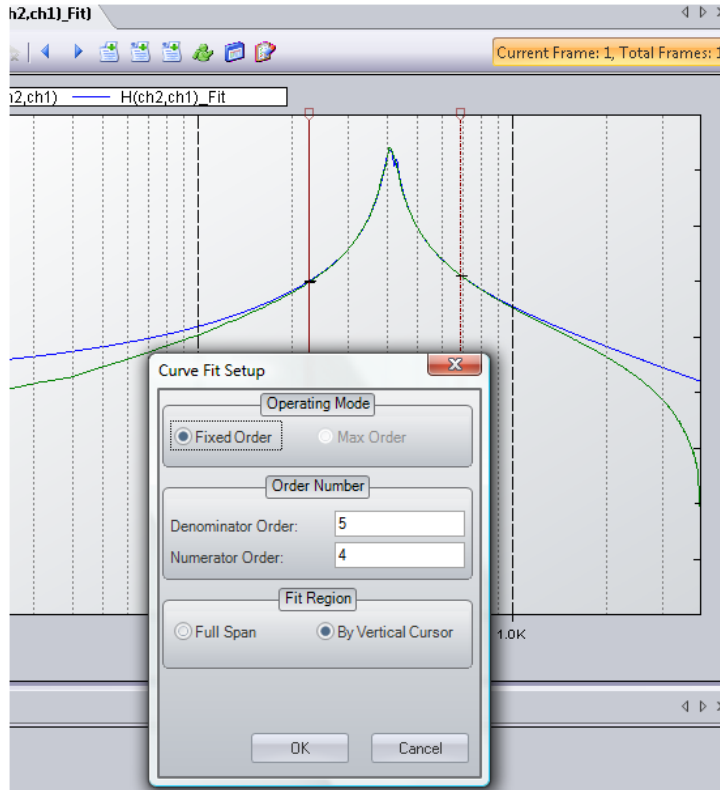 h2,ch1)_Fit)
Current Frame: 1, Total Frames: 1
h2,ch1) H(ch2,ch1)_Fit
Curve Fit Setup
Operating Mode
Fixed Order Max Order
Order Number
Denominator Order: 5
Numerator Order: 4
Fit Region
Full Span By Vertical Cursor
1.0K
OK Cancel